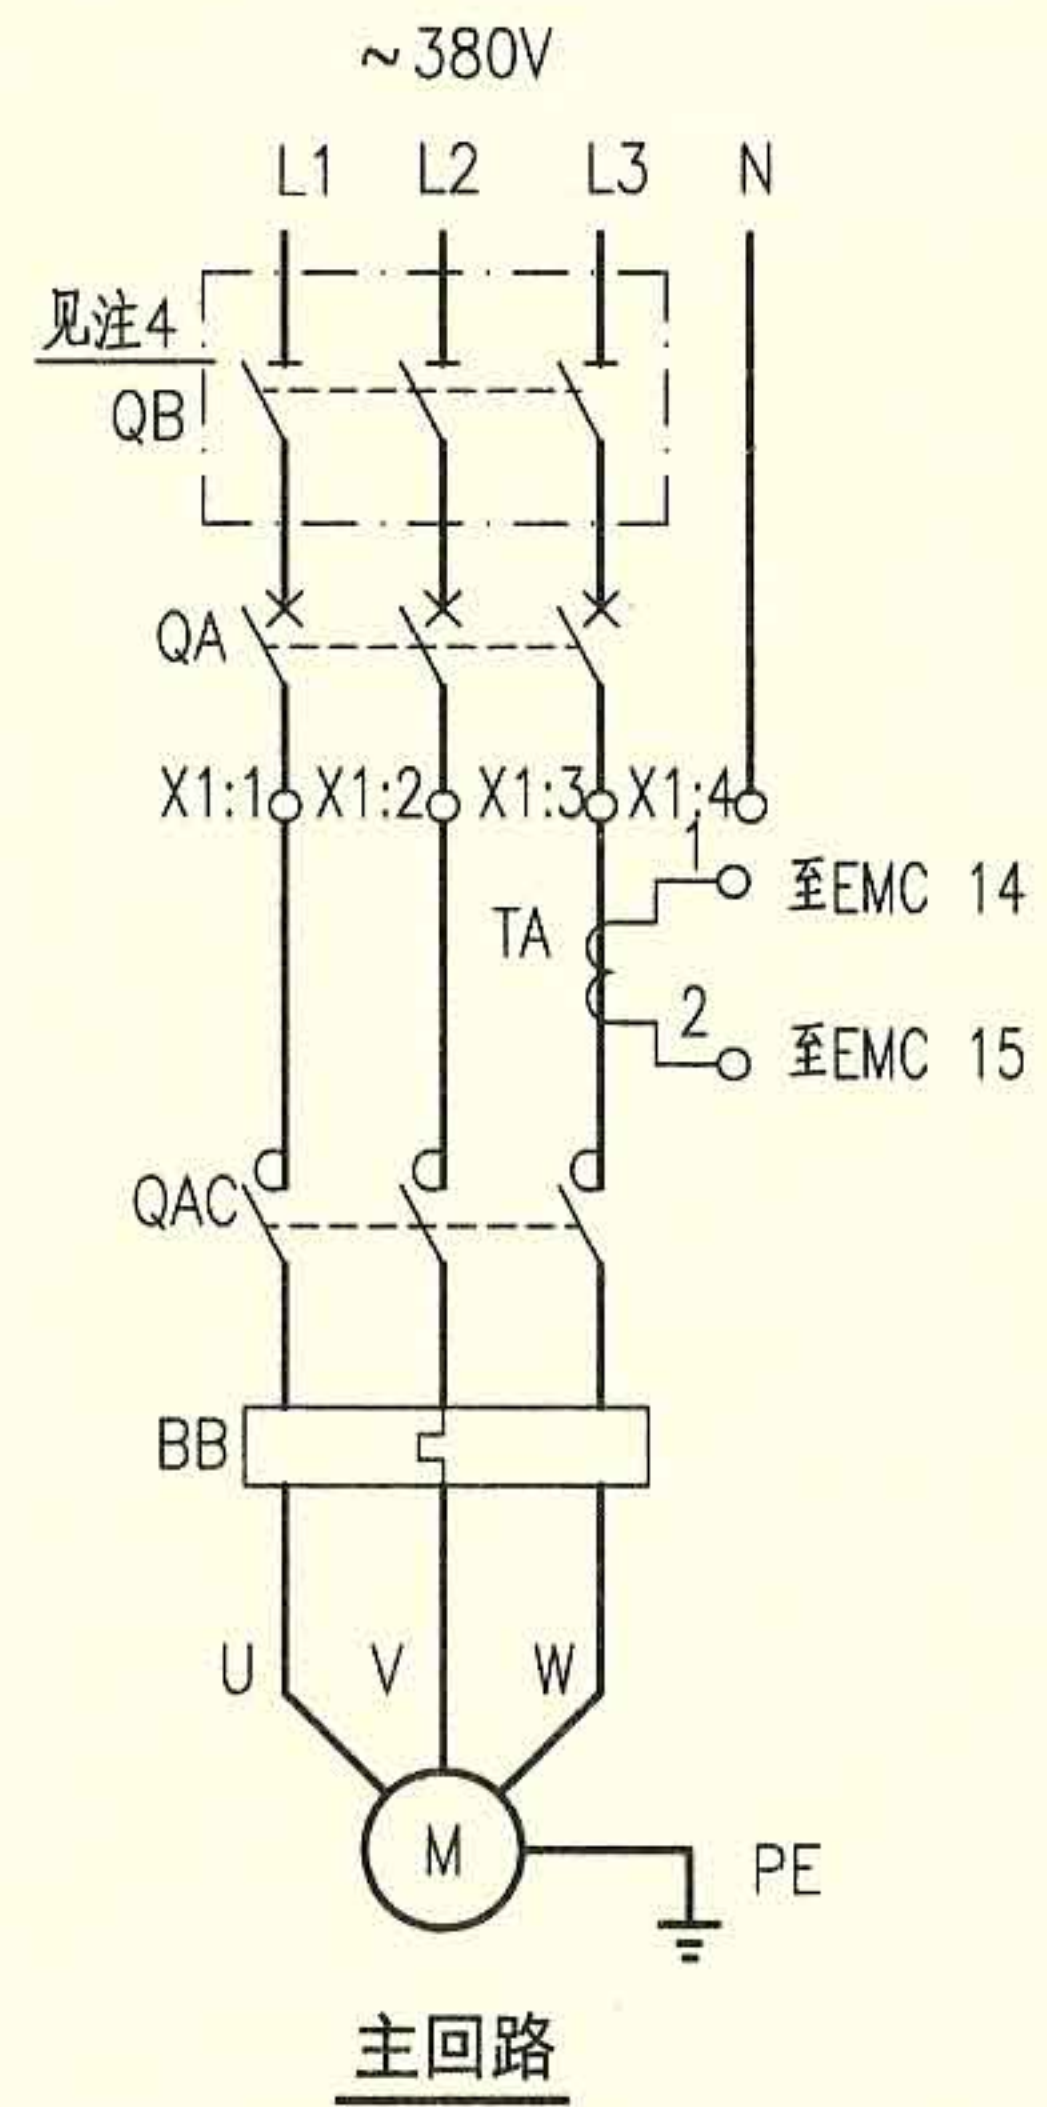 ~380V
L1 L2 L3 N
见注4
QB
QA
X1:1 X1:2 X1:3 X1:4
1
至EMC 14
TA
2
至EMC 15
QAC
BB
U V W
M
PE
主回路